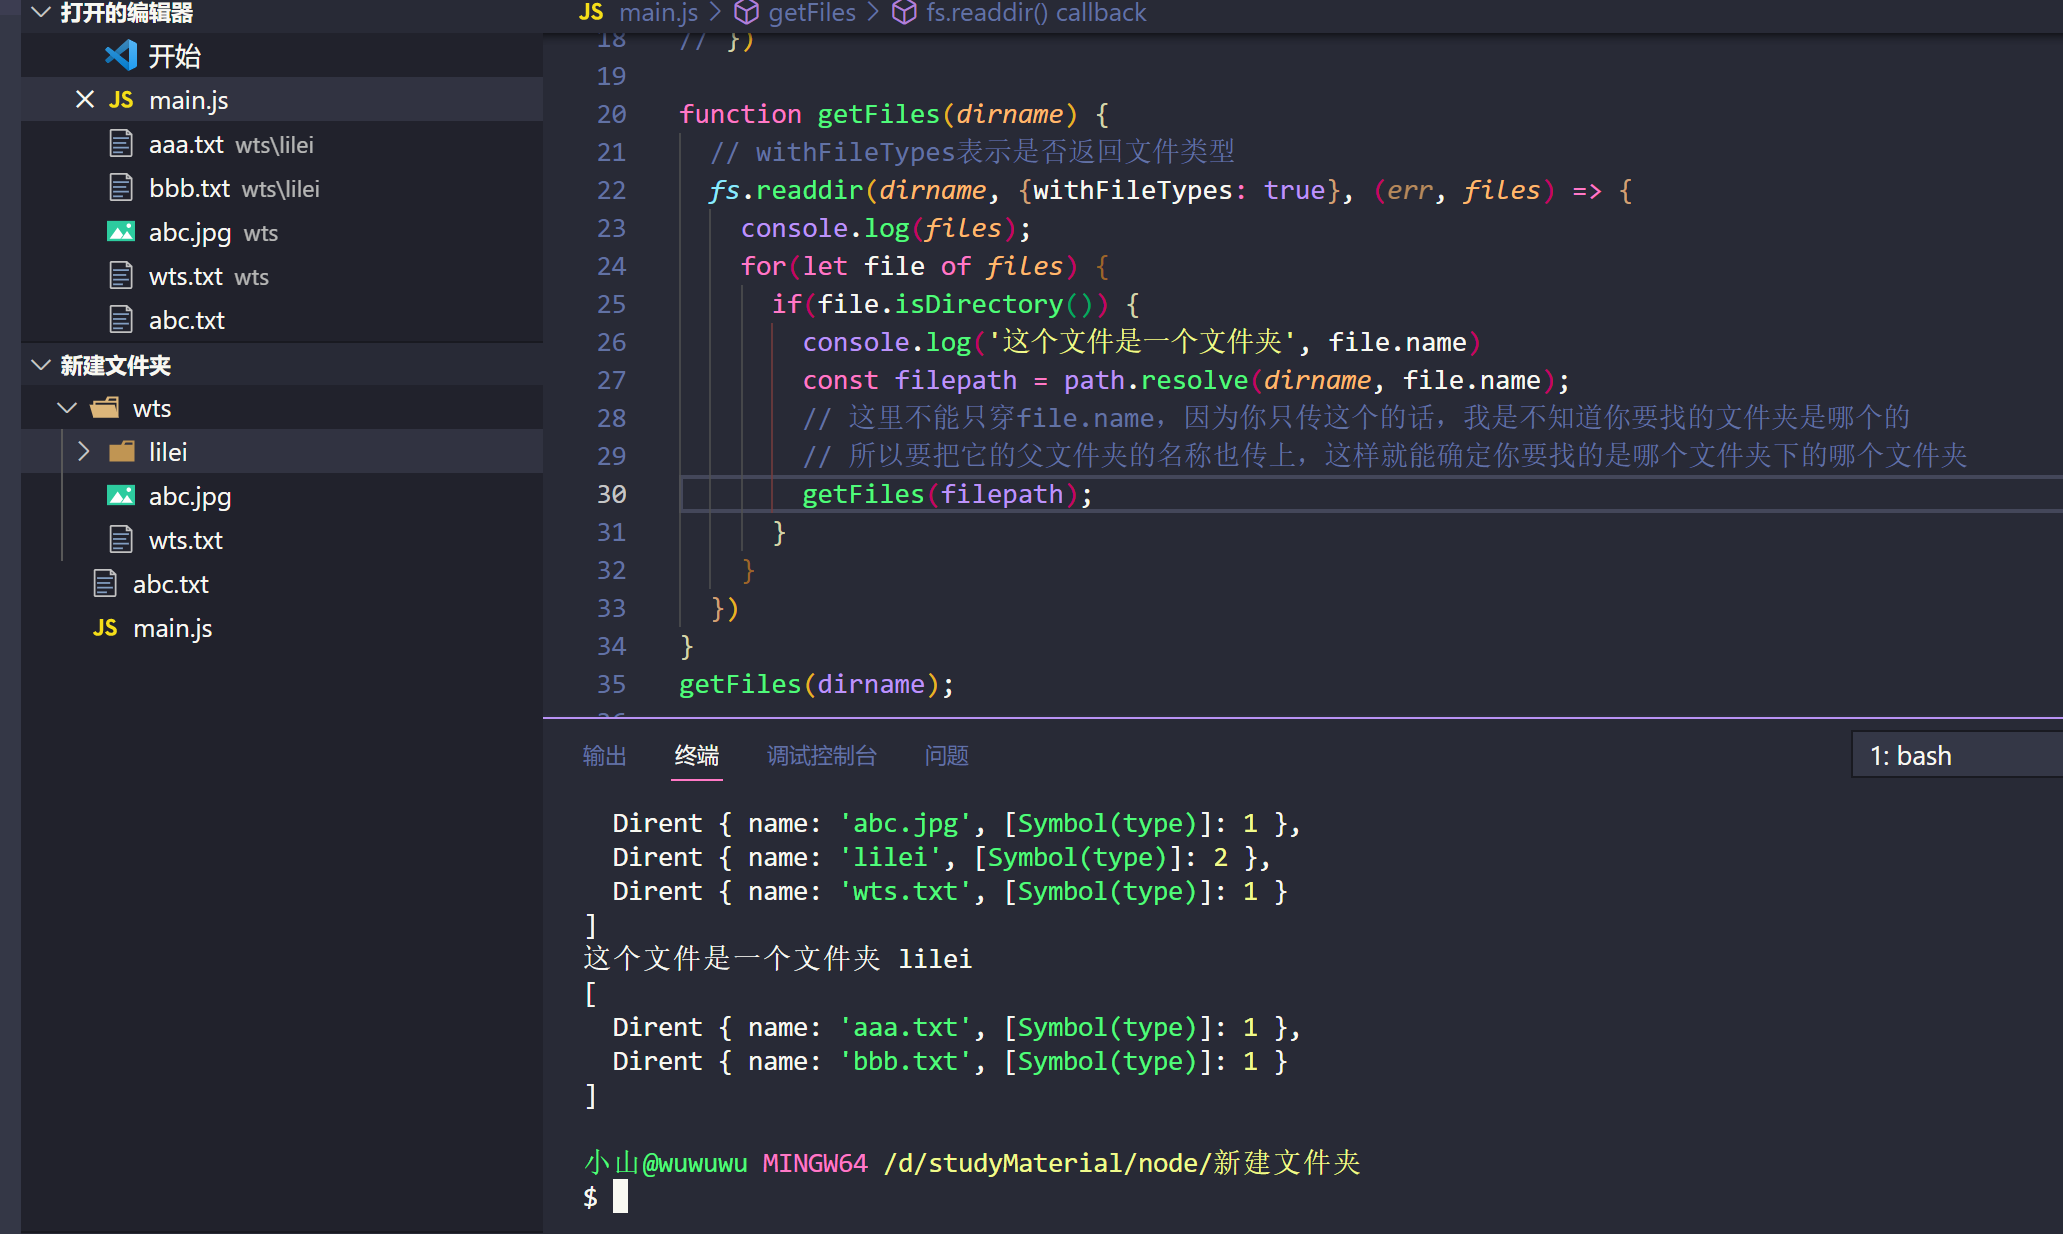 打开的编辑器
开始
JS main.js
aaa.txt wts\lilei
bbb.txt wts\lilei
abc.jpg wts
wts.txt wts
abc.txt
新建文件夹
wts
lilei
abc.jpg
wts.txt
abc.txt
JS main.js
JS main.js > getFiles > fs.readdir() callback
18 // })
19
20 function getFiles(dirname) {
21 // withFileTypes表示是否返回文件类型
22 fs.readdir(dirname, {withFileTypes: true}, (err, files) => {
23 console.log(files);
24 for(let file of files) {
25 if(file.isDirectory()) {
26 console.log('这个文件是一个文件夹', file.name)
27 const filepath = path.resolve(dirname, file.name);
28 // 这里不能只穿file.name，因为你只传这个的话，我是不知道你要找的文件夹是哪个的
29 // 所以要把它的父文件夹的名称也传上，这样就能确定你要找的是哪个文件夹下的哪个文件夹
30 getFiles(filepath);
31 }
32 }
33 })
34 }
35 getFiles(dirname);
输出 终端 调试控制台 问题
1: bash
Dirent { name: 'abc.jpg', [Symbol(type)]: 1 },
Dirent { name: 'lilei', [Symbol(type)]: 2 },
Dirent { name: 'wts.txt', [Symbol(type)]: 1 }
]
这个文件是一个文件夹 lilei
[
Dirent { name: 'aaa.txt', [Symbol(type)]: 1 },
Dirent { name: 'bbb.txt', [Symbol(type)]: 1 }
]
小山@wuwuwu MINGW64 /d/studyMaterial/node/新建文件夹
$